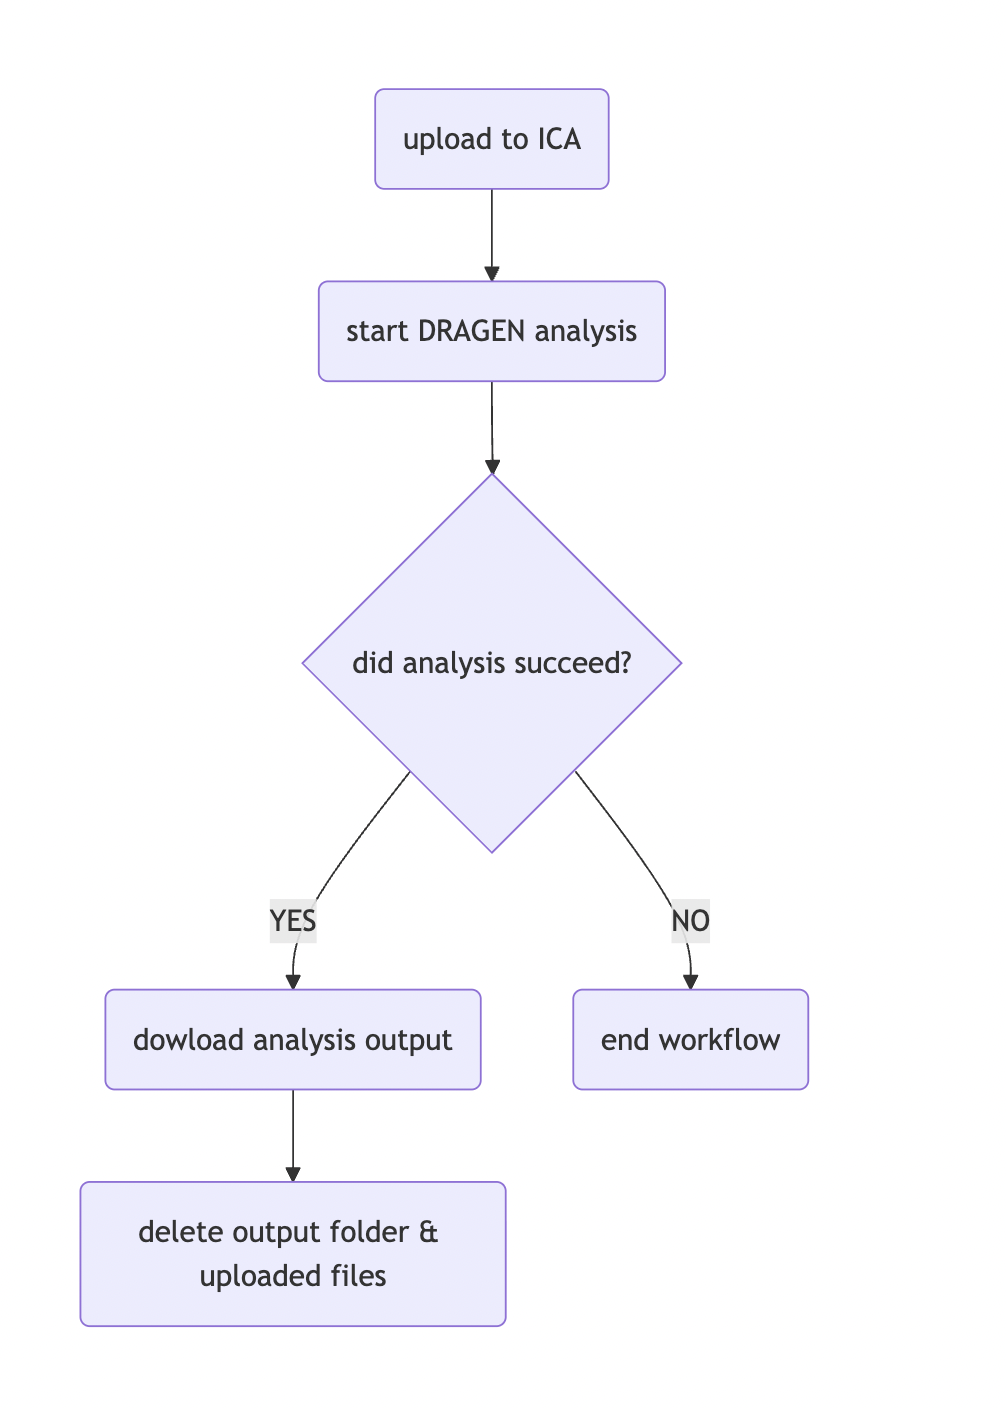 upload to ICA
start DRAGEN analysis
did analysis succeed?
YES
NO
dowload analysis output
end workflow
delete output folder &
uploaded files